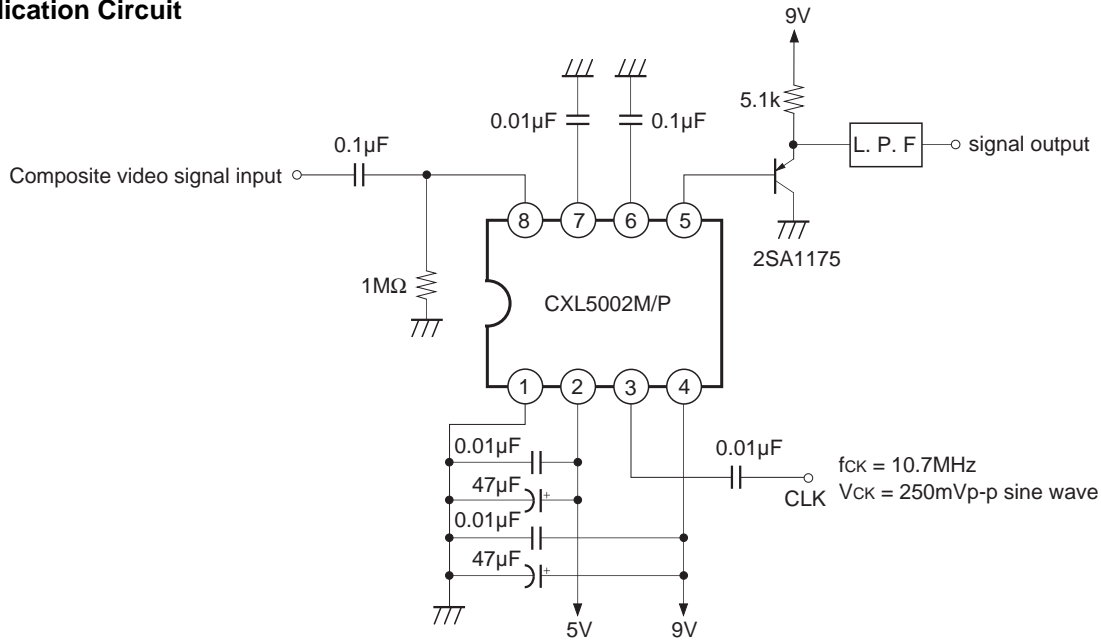 lication Circuit
9V
5.1k
0.01µF
0.1µF
0.1µF
L. P. F
signal output
Composite video signal input
8
7
6
5
2SA1175
1MΩ
CXL5002M/P
1
2
3
4
0.01µF
0.01µF
fCK = 10.7MHz
47µF
+
CLK
VCK = 250mVp-p sine wave
0.01µF
47µF
+
5V
9V